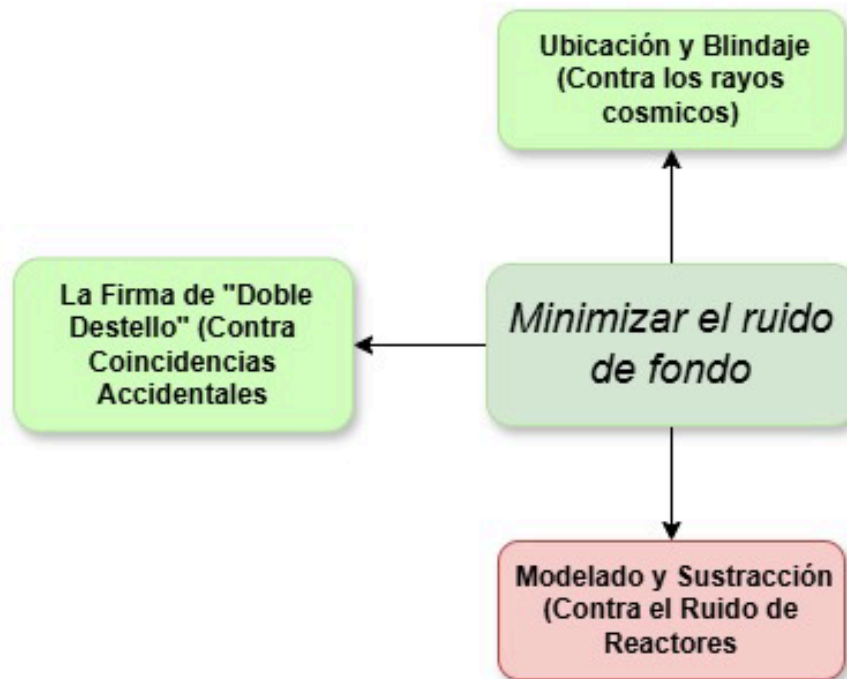 Ubicación y Blindaje
(Contra los rayos
cosmicos)
La Firma de "Doble
Destello" (Contra
Coincidencias
Accidentales
Minimizar el ruido
de fondo
Modelado y Sustracción
(Contra el Ruido de
Reactores